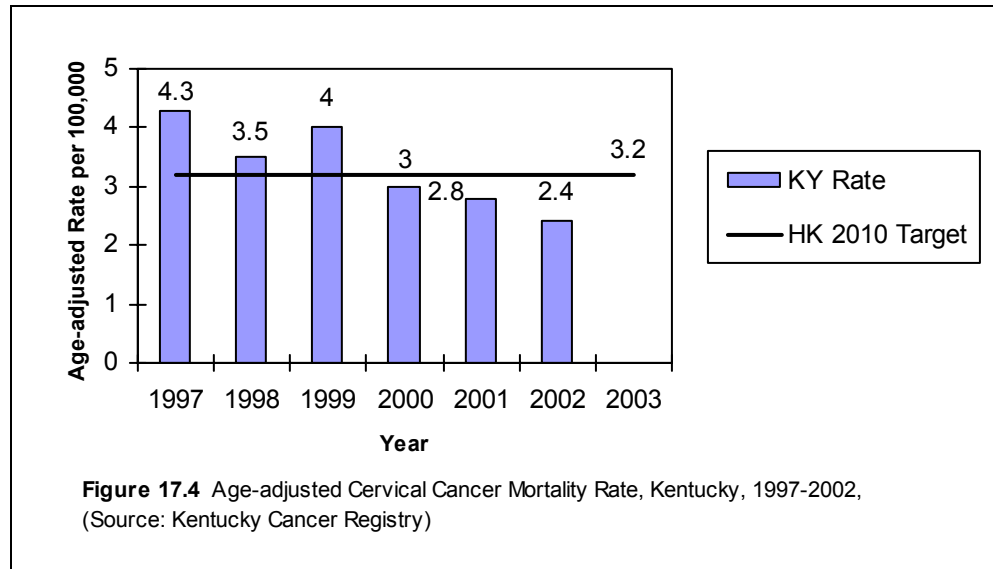 Age-adjusted Rate per 100,000
5
4
3
2
1
0
4.3
3.5
4
3
2.8
2.4
3.2
1997 1998 1999 2000 2001 2002 2003
Year
KY Rate
HK 2010 Target
Figure 17.4 Age-adjusted Cervical Cancer Mortality Rate, Kentucky, 1997-2002,
(Source: Kentucky Cancer Registry)